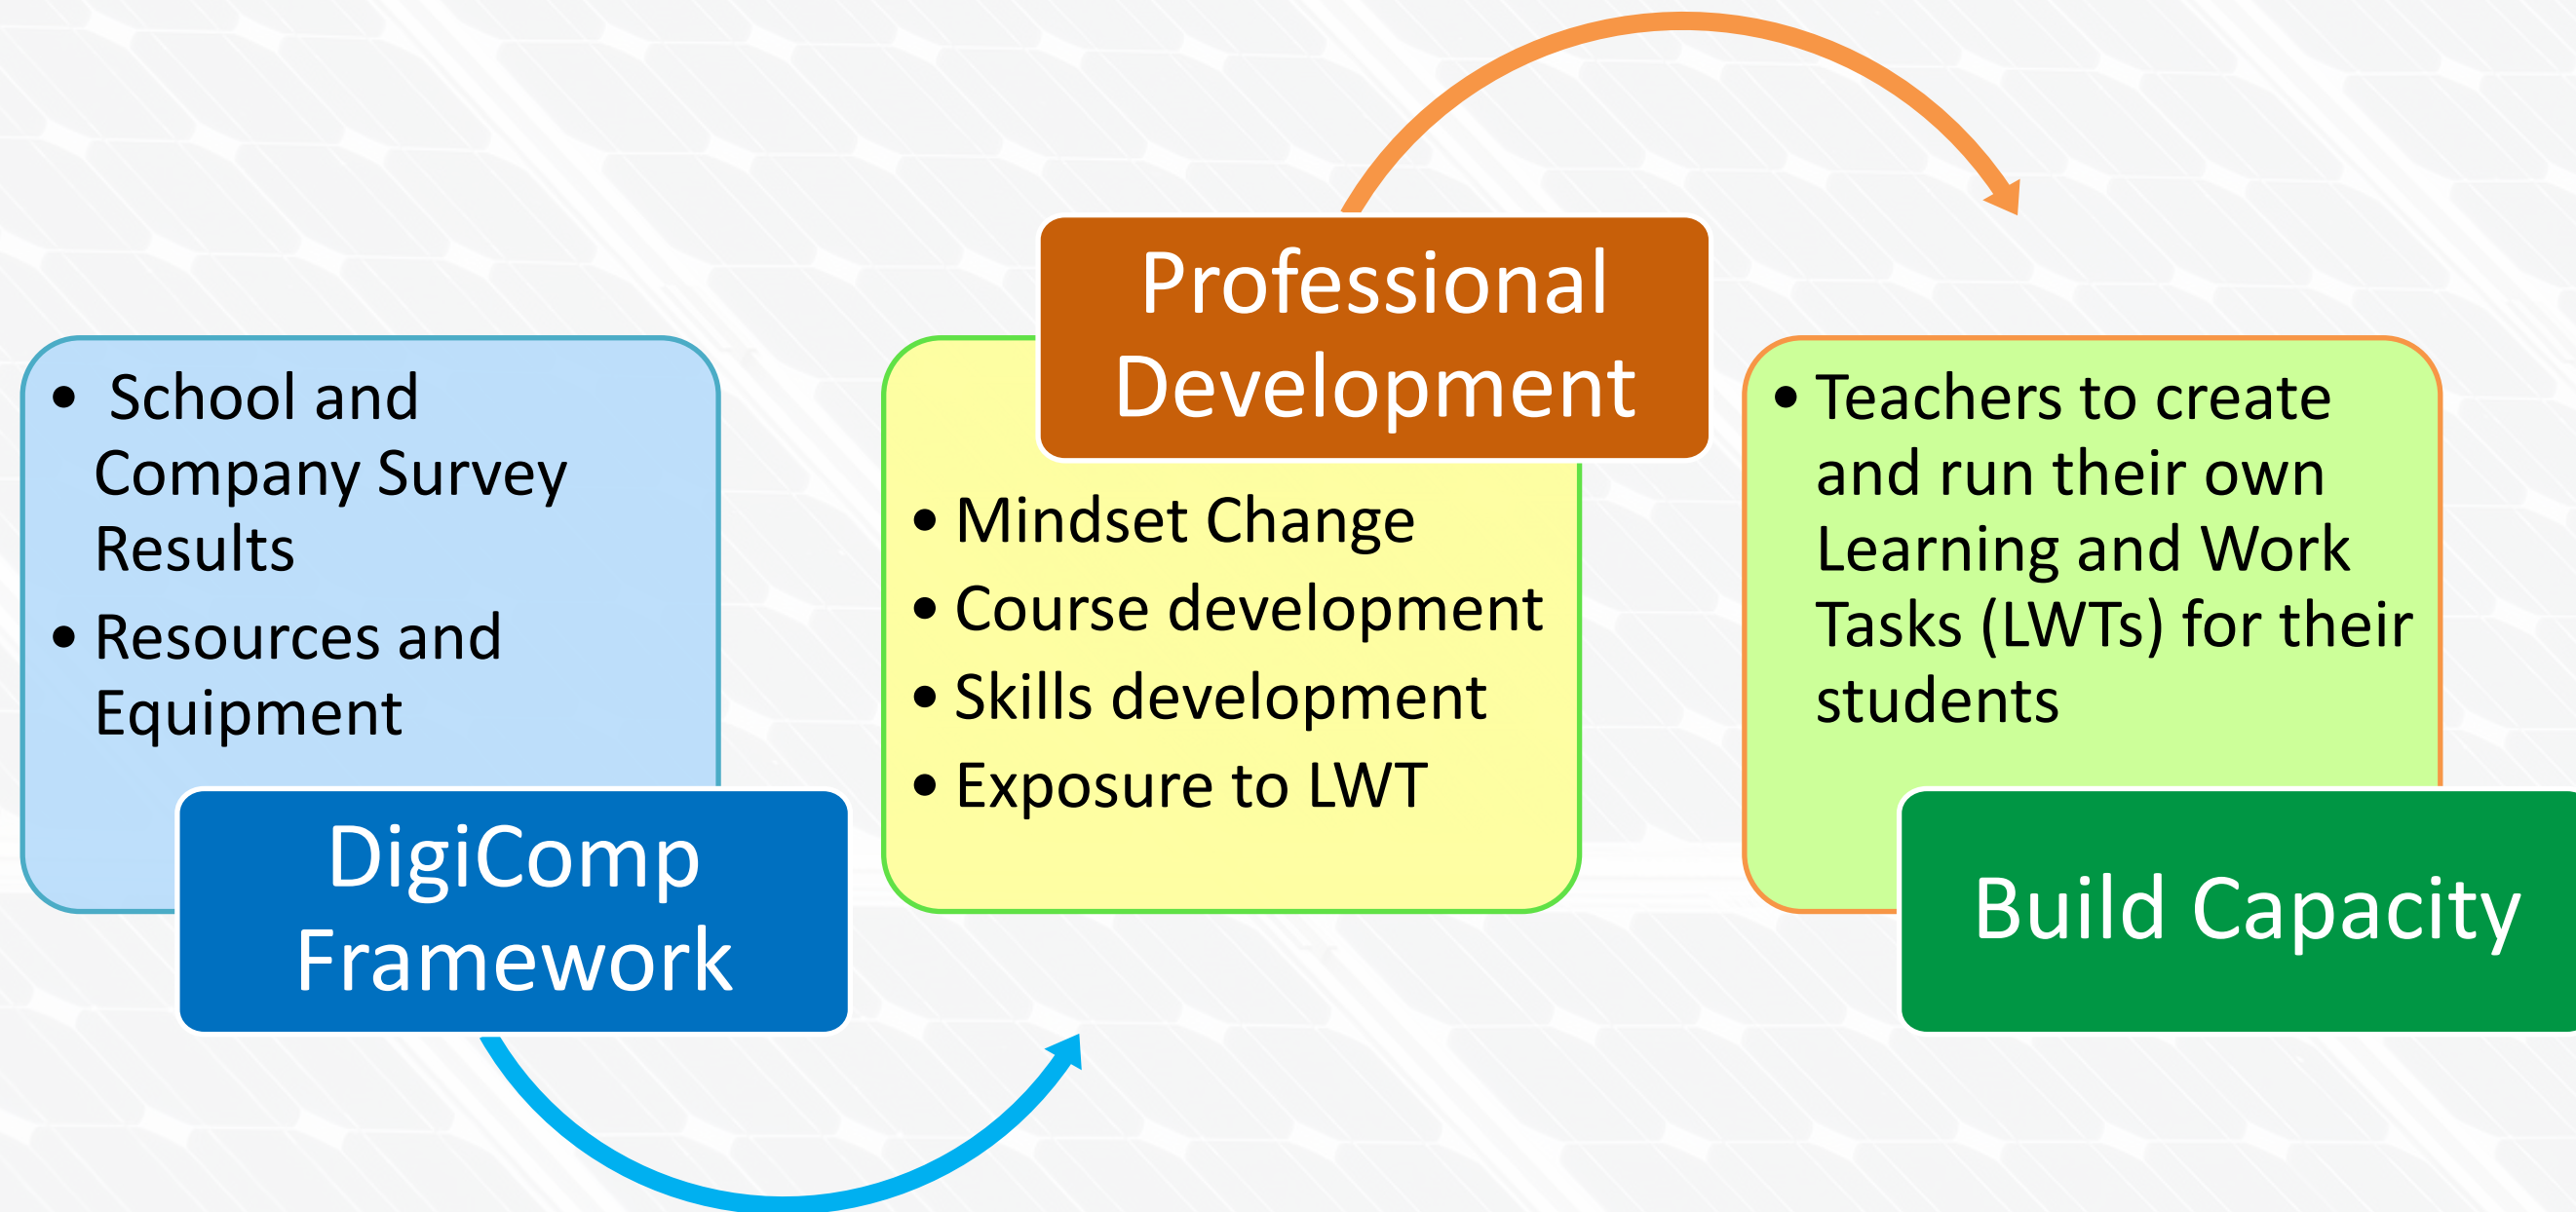 • School and
Company Survey
Results
• Resources and
Equipment
DigiComp
Framework
Professional
Development
• Mindset Change
• Course development
• Skills development
• Exposure to LWT
• Teachers to create
and run their own
Learning and Work
Tasks (LWTs) for their
students
Build Capacity